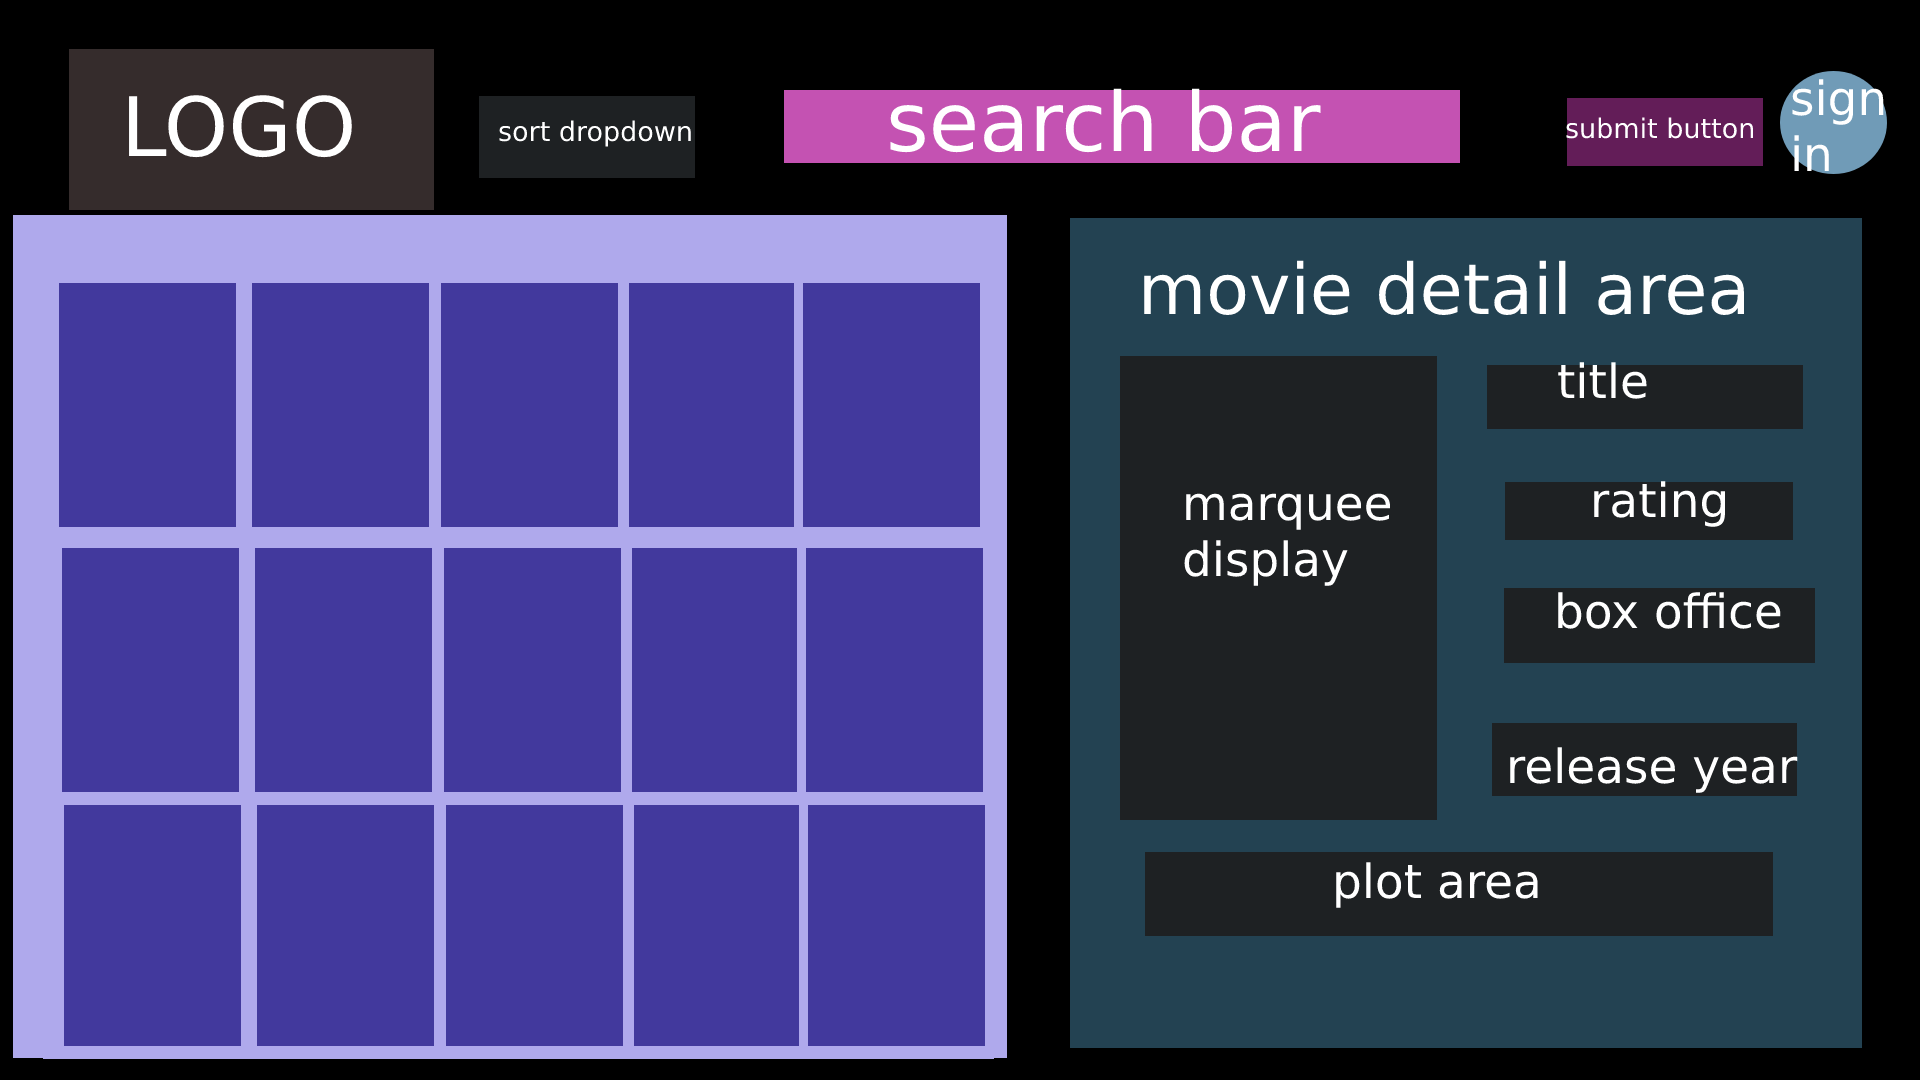 LOGO
sort dropdown
search bar
submit button
sign
in
movie detail area
marquee
display
title
rating
box office
release year
plot area